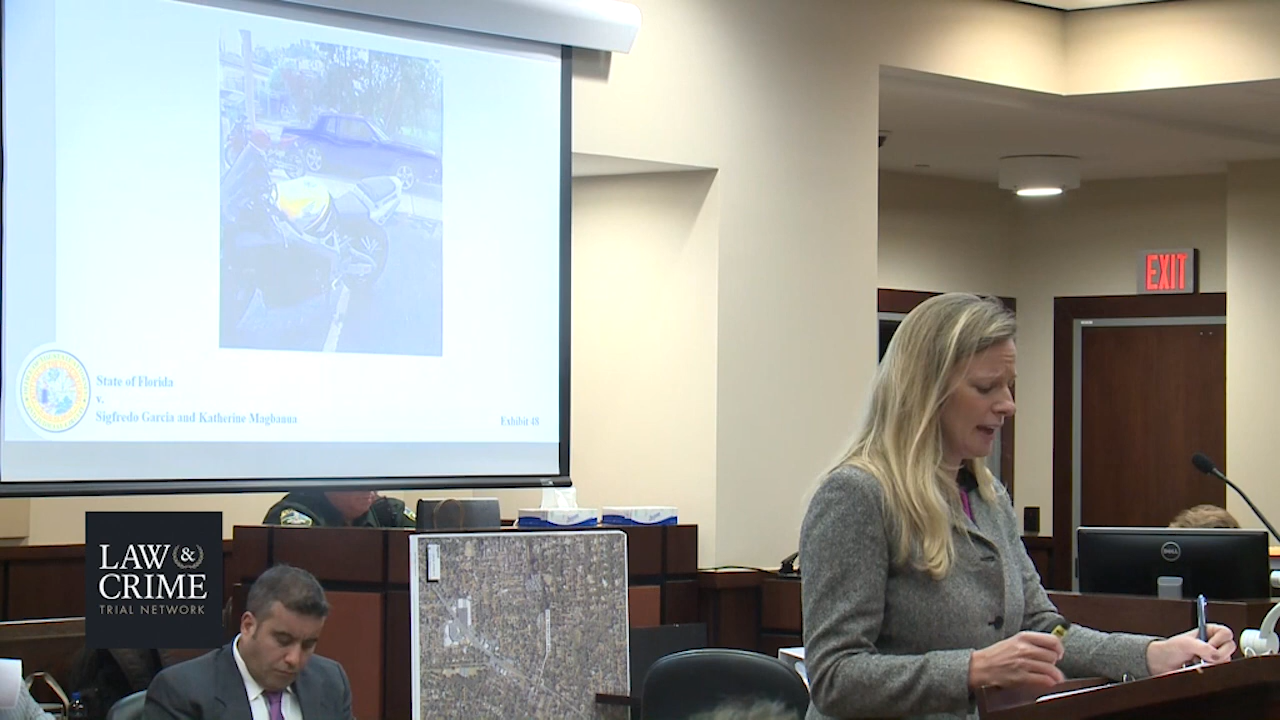 State of Florida
v.
Sigfredo Garcia and Katherine Magbanua
Exhibit 48
EXIT
LAW &
CRIME
TRIAL NETWORK
DELL